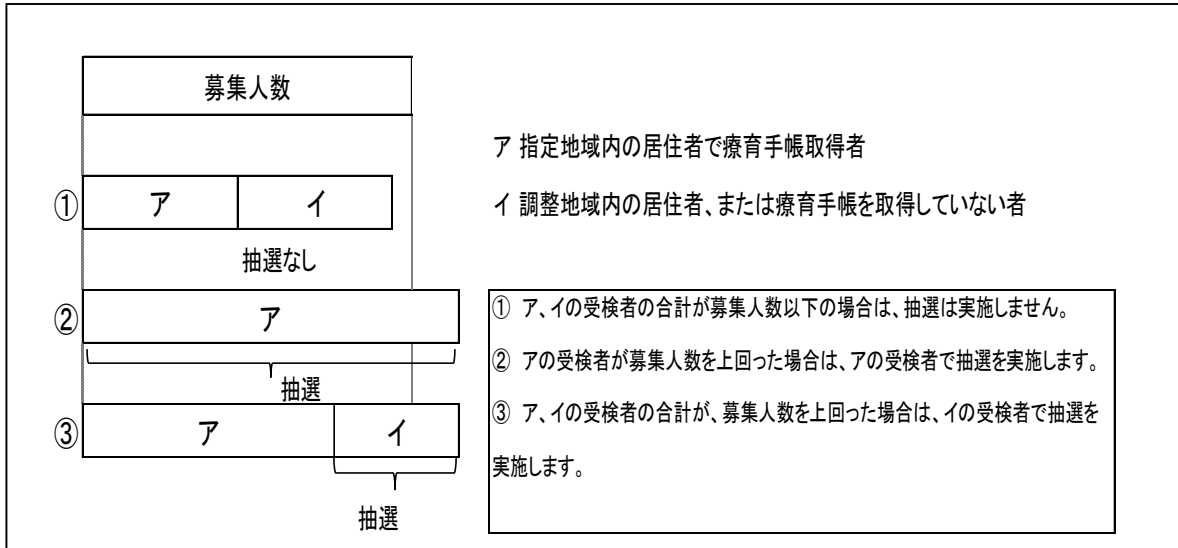 募集人数
ア 指定地域内の居住者で療育手帳取得者
イ 調整地域内の居住者、または療育手帳を取得していない者
① ア イ
抽選なし
② ア
抽選
③ ア イ
抽選
① ア、イの受検者の合計が募集人数以下の場合は、抽選は実施しません。
② アの受検者が募集人数を上回った場合は、アの受検者で抽選を実施します。
③ ア、イの受検者の合計が、募集人数を上回った場合は、イの受検者で抽選を
実施します。